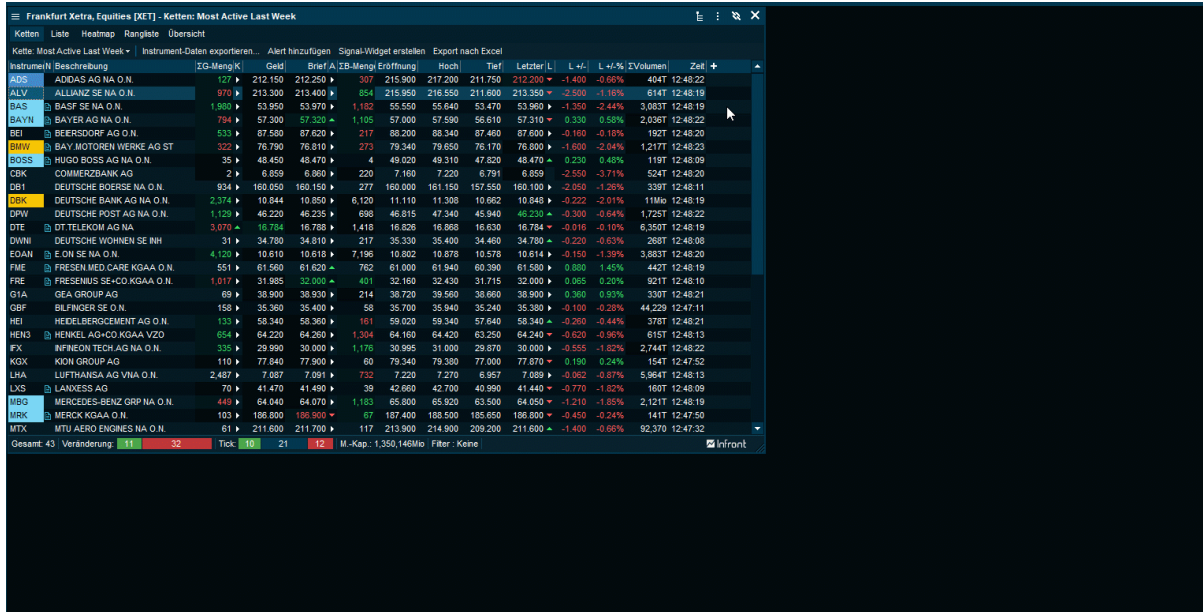 Frankfurt Xetra, Equities [XET] - Ketten: Most Active Last Week
Ketten Liste Heatmap Rangliste Übersicht
Kette: Most Active Last Week Instrument-Daten exportieren... Alert hinzufügen Signal-Widget erstellen Export nach Excel
Instrumer N Beschreibung ΣG-Meng K Geld Brief A ΣB-Meng Eröffnung Hoch Tief Letzter L L +/- L +/-% ΣVolumen Zeit +
ADS ADIDAS AG NA O.N. 127 212.150 212.250 307 215.900 217.200 211.750 212.200 -1.400 -0.66% 404T 12:48:22
ALV ALLIANZ SE NA O.N. 970 213.300 213.400 854 215.950 216.550 211.600 213.350 -2.500 -1.16% 614T 12:48:19
BAS BASF SE NA O.N. 1,980 53.950 53.970 1,182 55.550 55.640 53.470 53.960 -1.350 -2.44% 3,083T 12:48:19
BAYN BAYER AG NA O.N. 794 57.300 57.320 1,105 57.000 57.590 56.610 57.310 0.330 0.58% 2,036T 12:48:22
BEI BEIERSDORF AG O.N. 533 87.580 87.620 217 88.200 88.340 87.460 87.600 -0.160 -0.18% 192T 12:48:20
BMW BAY.MOTOREN WERKE AG ST 322 76.790 76.810 273 79.340 79.650 76.170 76.800 -1.600 -2.04% 1,217T 12:48:23
BOSS HUGO BOSS AG NA O.N. 35 48.450 48.470 4 49.020 49.310 47.820 48.470 0.230 0.48% 119T 12:48:09
CBK COMMERZBANK AG 2 6.859 6.860 220 7.160 7.220 6.791 6.859 -2.550 -3.71% 524T 12:48:20
DB1 DEUTSCHE BOERSE NA O.N. 934 160.050 160.150 277 160.000 161.150 157.550 160.100 -2.050 -1.26% 339T 12:48:11
DBK DEUTSCHE BANK AG NA O.N. 2,374 10.844 10.850 6,120 11.110 11.308 10.662 10.848 -0.222 -2.01% 11Mio 12:48:19
DPW DEUTSCHE POST AG NA O.N. 1,129 46.220 46.235 698 46.815 47.340 45.940 46.230 -0.300 -0.64% 1,725T 12:48:22
DTE DT.TELEKOM AG NA 3,070 16.784 16.788 1,418 16.826 16.868 16.630 16.784 -0.016 -0.10% 6,350T 12:48:19
DWNI DEUTSCHE WOHNEN SE INH 31 34.780 34.810 217 35.330 35.400 34.460 34.780 -0.220 -0.63% 268T 12:48:08
EOAN E.ON SE NA O.N. 4,120 10.610 10.618 7,196 10.802 10.878 10.578 10.614 -0.150 -1.39% 3,883T 12:48:20
FME FRESEN.MED.CARE KGAA O.N. 551 61.560 61.620 762 61.000 61.940 60.390 61.580 0.880 1.45% 442T 12:48:19
FRE FRESENIUS SE+CO.KGAA O.N. 1,017 31.985 32.000 401 32.160 32.430 31.715 32.000 0.065 0.20% 921T 12:48:10
G1A GEA GROUP AG 69 38.900 38.930 214 38.720 39.560 38.660 38.900 0.360 0.93% 330T 12:48:21
GBF BILFINGER SE O.N. 158 35.360 35.400 58 35.700 35.940 35.240 35.380 -0.100 -0.28% 44,229 12:47:11
HEI HEIDELBERGCEMENT AG O.N. 133 58.340 58.360 161 59.020 59.340 57.640 58.340 -0.260 -0.44% 378T 12:48:21
HEN3 HENKEL AG+CO.KGAA VZO 654 64.220 64.260 1,304 64.160 64.420 63.250 64.240 -0.620 -0.96% 615T 12:48:13
IFX INFINEON TECH.AG NA O.N. 335 29.990 30.000 1,176 30.995 31.000 29.870 30.000 -0.555 -1.82% 2,744T 12:48:22
KGX KION GROUP AG 110 77.840 77.900 60 79.340 79.380 77.000 77.870 0.190 0.24% 154T 12:47:52
LHA LUFTHANSA AG VNA O.N. 2,487 7.087 7.091 732 7.220 7.270 6.957 7.089 -0.062 -0.87% 5,964T 12:48:13
LXS LANXESS AG 70 41.470 41.490 39 42.660 42.700 40.990 41.440 -0.770 -1.82% 160T 12:48:09
MBG MERCEDES-BENZ GRP NA O.N. 449 64.040 64.070 1,183 65.800 65.920 63.500 64.050 -1.210 -1.85% 2,121T 12:48:19
MRK MERCK KGAA O.N. 103 186.800 186.900 67 187.400 188.500 185.650 186.800 -0.450 -0.24% 141T 12:47:50
MTX MTU AERO ENGINES NA O.N. 61 211.600 211.700 117 213.900 214.900 209.200 211.600 -1.400 -0.66% 92,370 12:47:32
Gesamt: 43 Veränderung: 11 32 Tick: 10 21 12 M.-Kap.: 1,350,146Mio Filter : Keine Infront